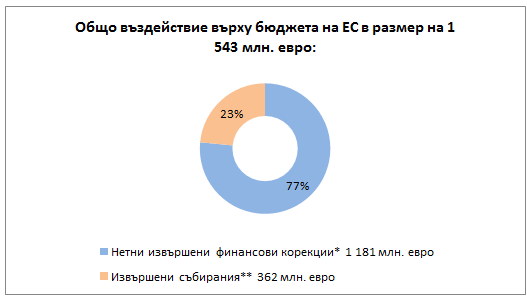 Общо въздействие върху бюджета на ЕС в размер на 1
543 млн. евро:
23%
77%
Нетни извършени финансови корекции* 1 181 млн. евро
Извършени събирания** 362 млн. евро